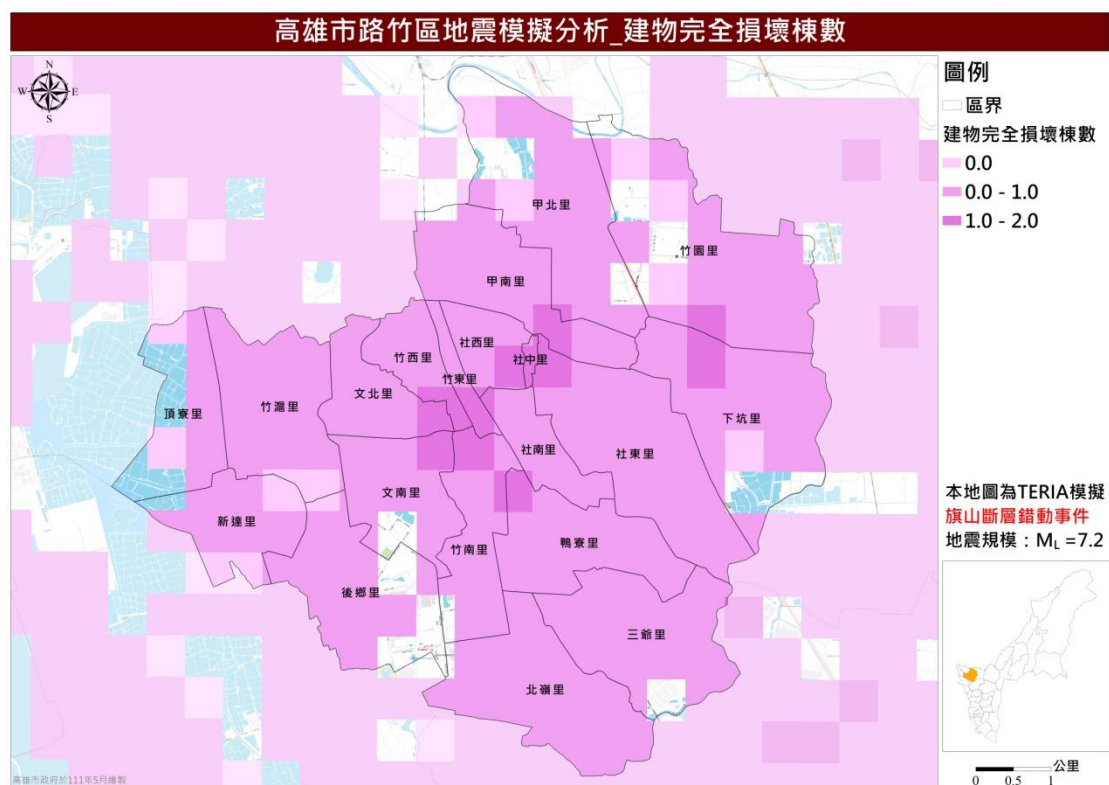 高雄市路竹區地震模擬分析_建物完全損壞棟數
N
W
E
S
圖例
區界
建物完全損壞棟數
0.0
0.0 - 1.0
1.0 - 2.0
甲北里
竹園里
甲南里
社西里
竹西里
社中里
竹東里
文北里
頂寮里
竹滬里
下坑里
社南里
社東里
文南里
新達里
竹南里
鴨寮里
後鄉里
三爺里
北嶺里
本地圖為TERIA模擬
旗山斷層錯動事件
地震規模：ML =7.2
公里
0 0.5 1
高雄市政府於111年5月繪製